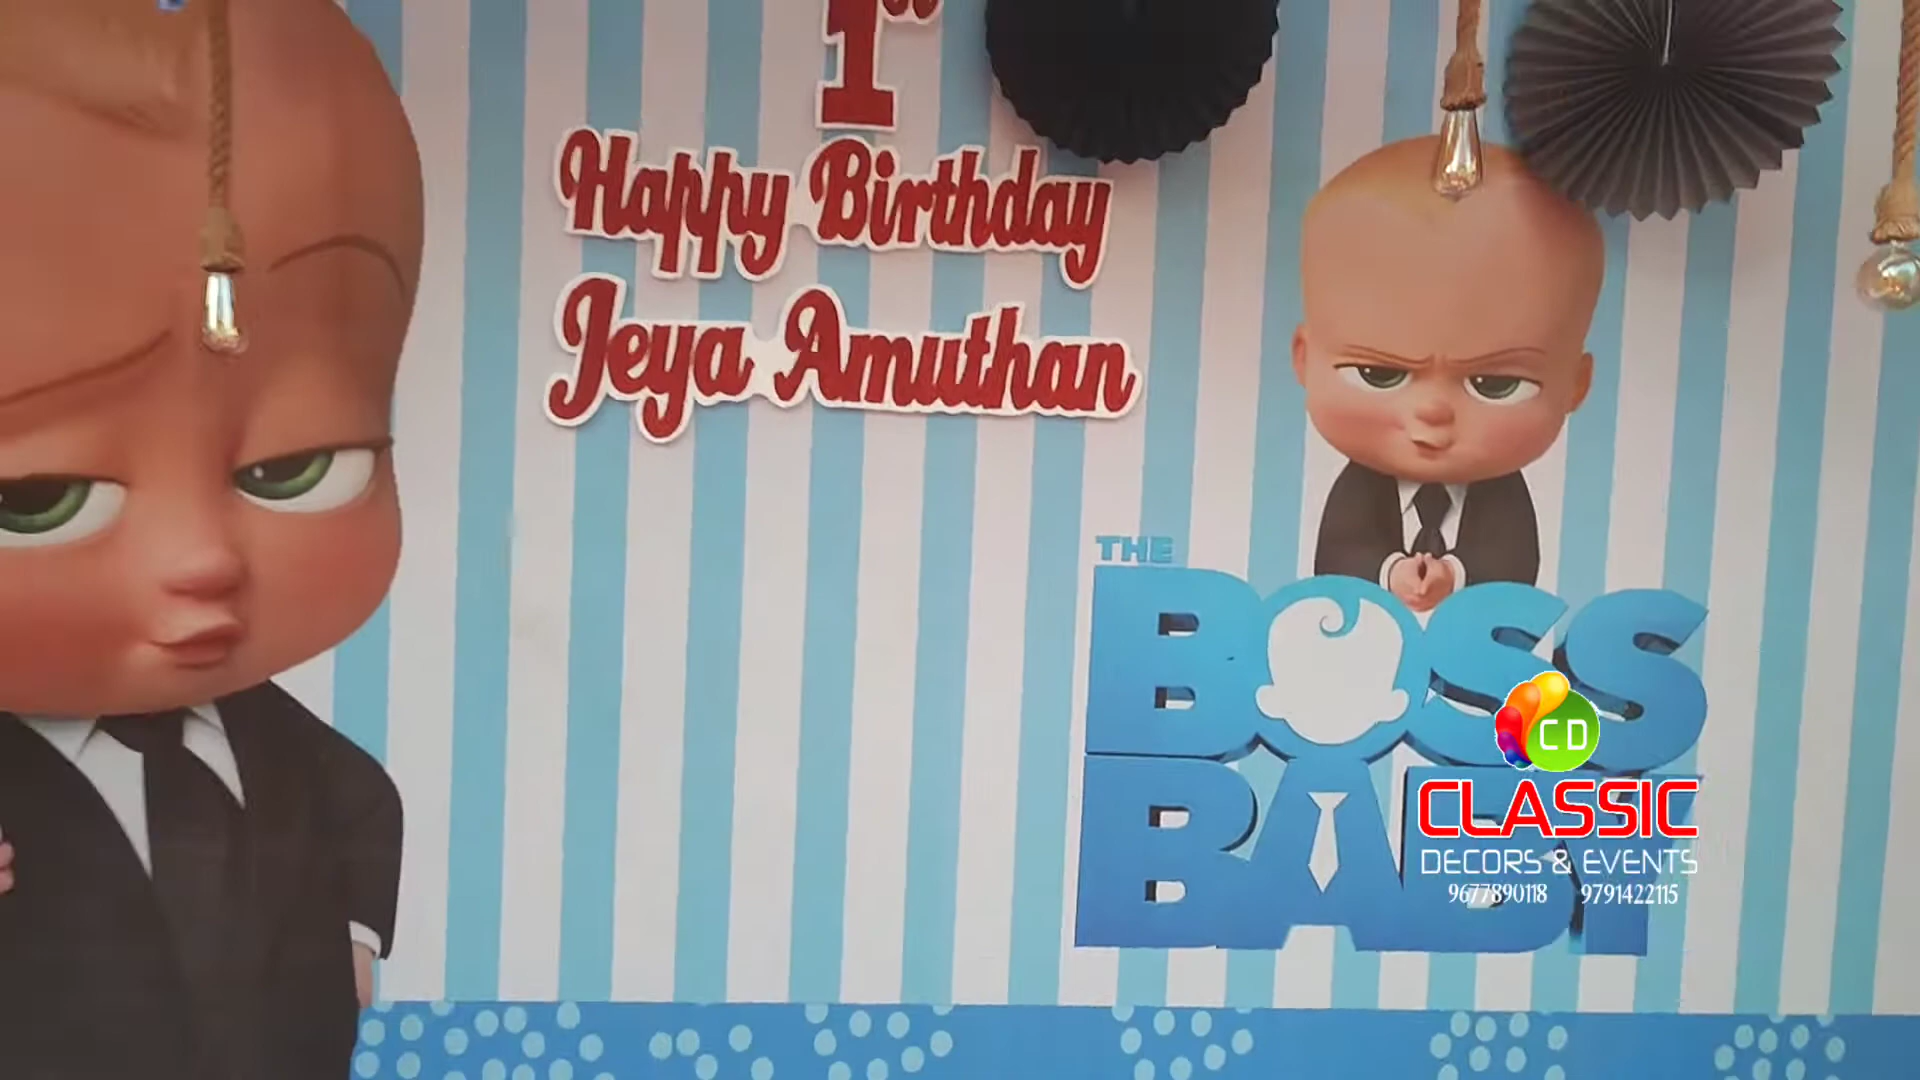 1st
Happy Birthday
Jeya Amuthan
THE
BOSS
BABY
CD
CLASSIC
DECORS & EVENTS
9677890118 9791422115